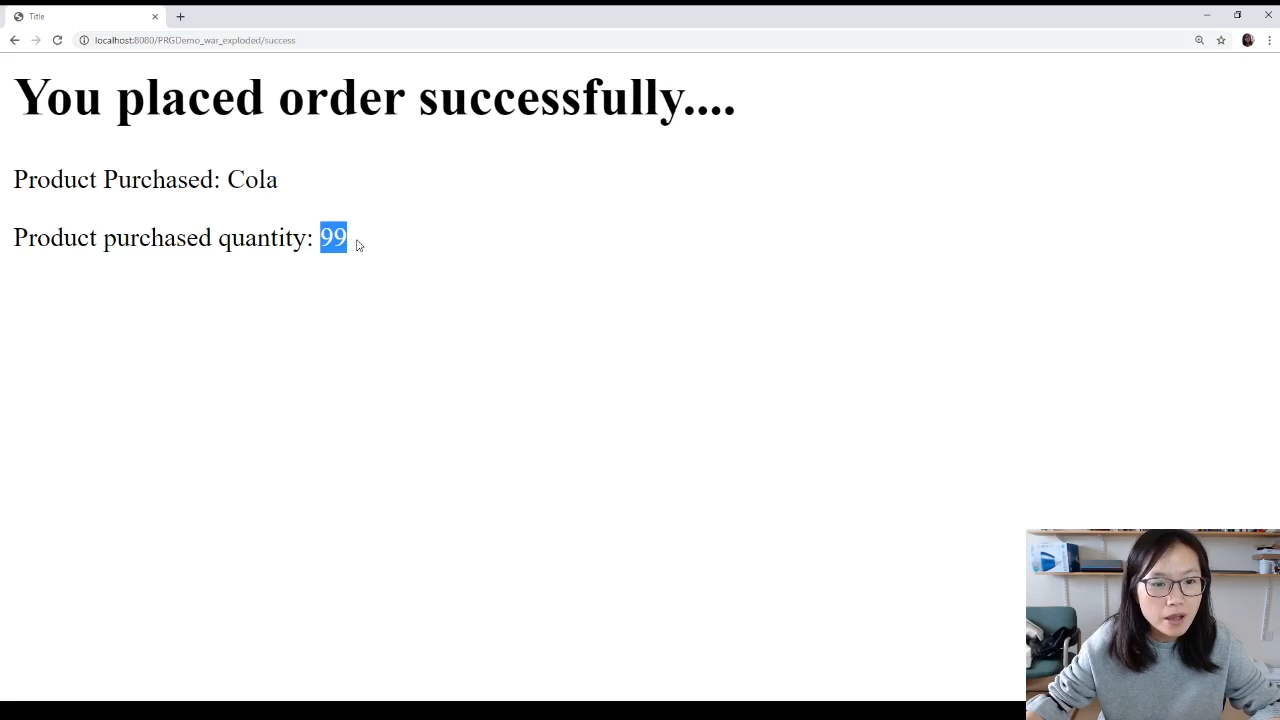 Title
localhost:8080/PRGDemo_war_exploded/success
You placed order successfully....
Product Purchased: Cola
Product purchased quantity: 99